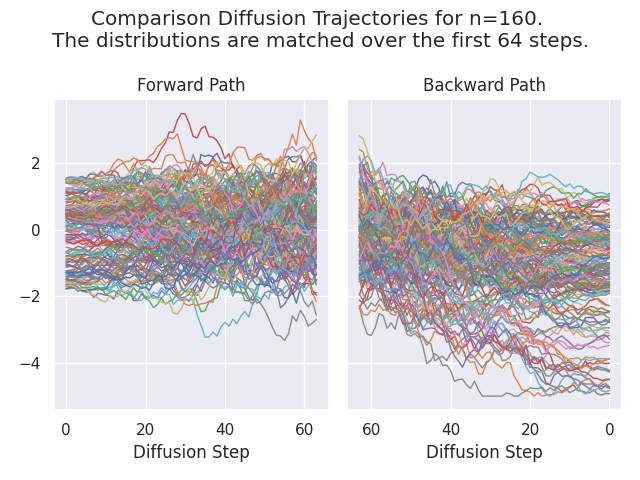 Comparison Diffusion Trajectories for n=160.
The distributions are matched over the first 64 steps.
Forward Path
Backward Path
2
0
−2
−4
0 20 40 60
60 40 20 0
Diffusion Step
Diffusion Step